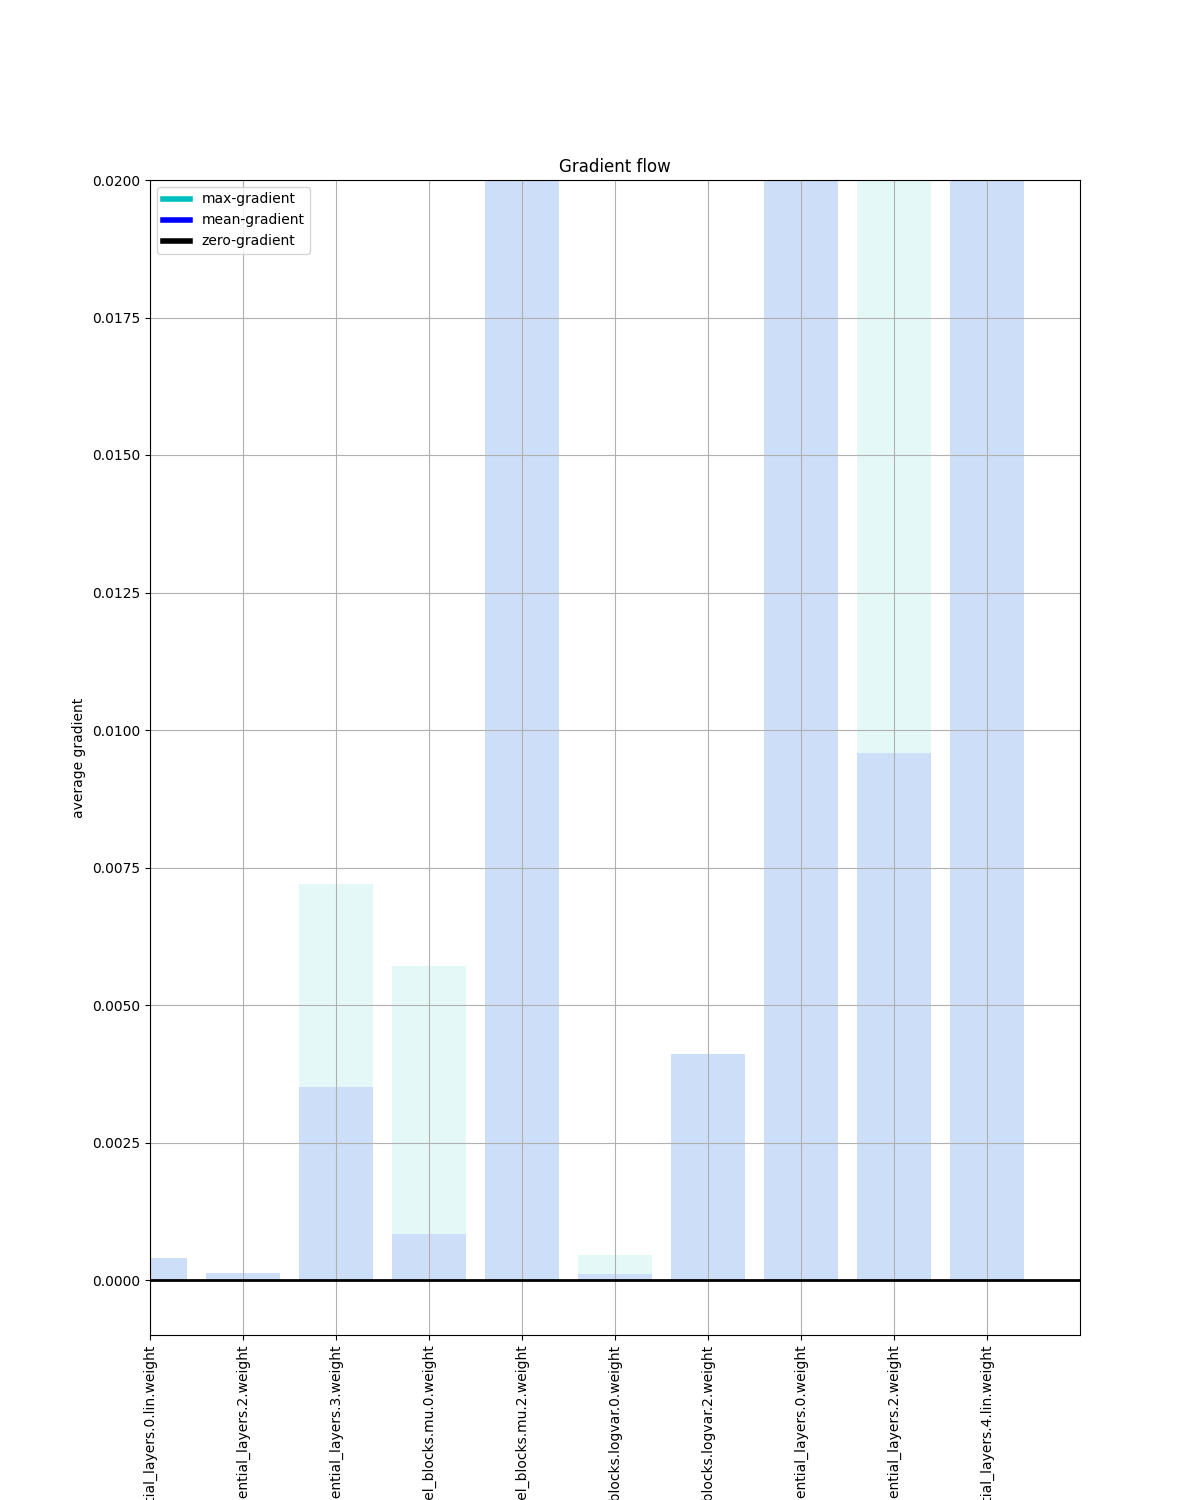 Gradient flow
max-gradient
mean-gradient
zero-gradient
0.0200
0.0175
0.0150
0.0125
0.0100
0.0075
0.0050
0.0025
0.0000
average gradient
tial_layers.0.lin.weight
ential_layers.2.weight
ential_layers.3.weight
el_blocks.mu.0.weight
el_blocks.mu.2.weight
blocks.logvar.0.weight
blocks.logvar.2.weight
ential_layers.0.weight
ential_layers.2.weight
tial_layers.4.lin.weight